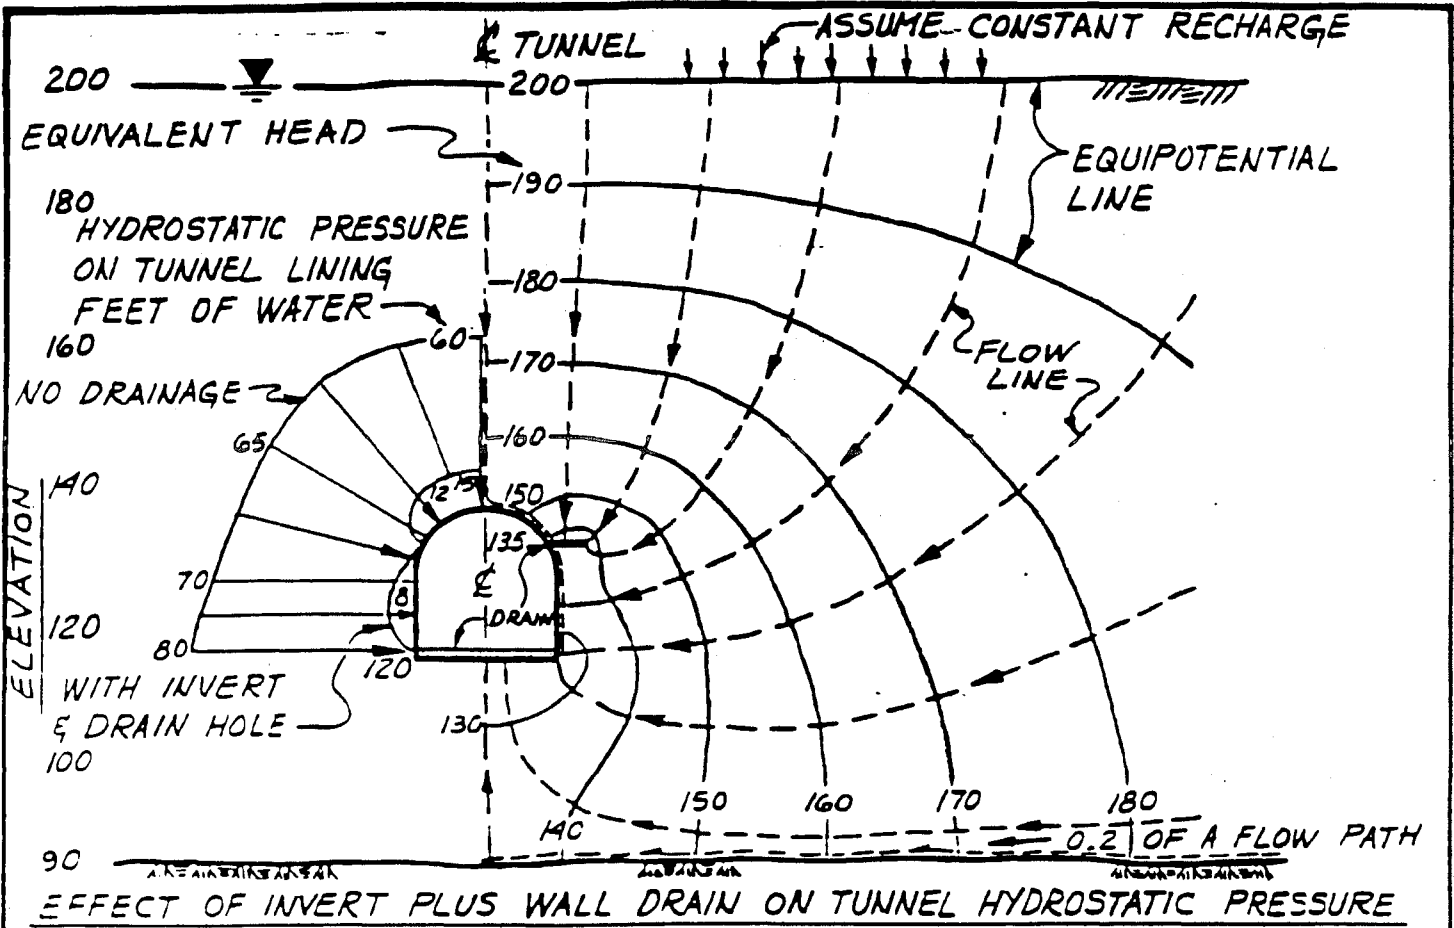 ℄ TUNNEL
ASSUME CONSTANT RECHARGE
200
200
EQUIVALENT HEAD
EQUIPOTENTIAL
LINE
190
180
HYDROSTATIC PRESSURE
ON TUNNEL LINING
FEET OF WATER
180
60
160
170
FLOW
LINE
NO DRAINAGE
65
160
ELEVATION
140
12
15
150
135
℄
70
8
DRAIN
120
80
120
WITH INVERT
& DRAIN HOLE
130
100
150
160
170
180
140
0.2 OF A FLOW PATH
90
EFFECT OF INVERT PLUS WALL DRAIN ON TUNNEL HYDROSTATIC PRESSURE